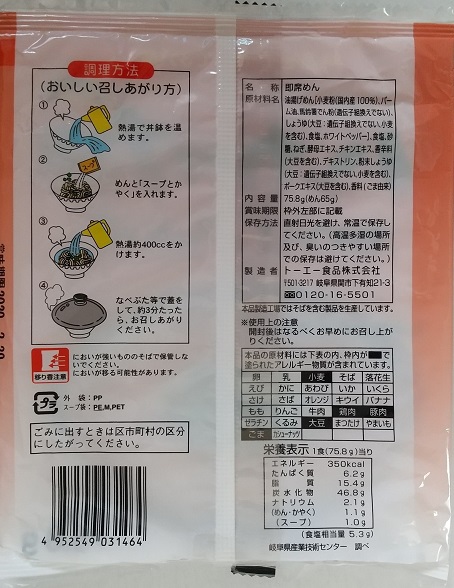 調理方法
(おいしい召しあがり方)
①
熱湯で丼鉢を温
めます。
②
スープ
めんと「スープとか
やく」を入れます。
③
熱湯約400ccをか
けます。
④
なべぶた等で蓋を
して、約3分たった
ら、お召しあがり
ください。
移り香注意
においが強いもののそばで保管しな
いでください。
においが移る可能性があります。
プラ
外袋:PP
スープ袋:PE,M,PET
ごみに出すときは区市町村の区分
にしたがってください。
4 952549 031464
名称 即席めん
原材料名 油揚げめん〔小麦粉(国内産100%)、パー
ム油、馬鈴薯でん粉(遺伝子組換えでない)、
しょうゆ(大豆:遺伝子組換えでない、小麦
を含む)、食塩、ホワイトペッパー〕、食塩、砂
糖、ねぎ、酵母エキス、チキンエキス、香辛料
(大豆を含む)、デキストリン、粉末しょうゆ
(大豆:遺伝子組換えでない、小麦を含む)、
ポークエキス(大豆を含む)、香料(ごま由来)
内容量 75.8g(めん65g)
賞味期限 枠外左部に記載
保存方法 直射日光を避け、常温で保存し
てください。(高温多湿の場所
及び、臭いのつきやすい場所
での保存は避けてください。)
製造者 トーエー食品株式会社
〒501-3217 岐阜県関市下有知21-3
0120-16-5501
本品製造工場ではそばを含む製品を生産しています。
※使用上の注意
開封後はなるべくお早めにお召し上が
りください。
本品の原材料には下表の内、枠内が■で
塗られたアレルギー物質が含まれています。
卵 乳 小麦 そば 落花生
えび かに あわび いか いくら
さけ さば オレンジ キウイ バナナ
もも りんご 牛肉 鶏肉 豚肉
ゼラチン くるみ 大豆 まつたけ やまいも
ごま カシューナッツ
栄養表示 1食(75.8g)当り
エネルギー 350kcal
たんぱく質 6.2g
脂質 15.4g
炭水化物 46.8g
ナトリウム 2.1g
(めん・かやく) 1.1g
(スープ) 1.0g
(食塩相当量 5.3g)
岐阜県産業技術センター 調べ